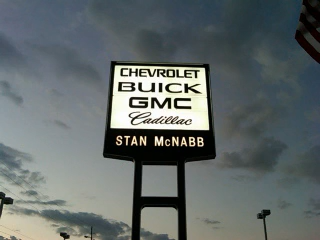 CHEVROLET
BUICK
GMC
Cadillac
STAN McNABB